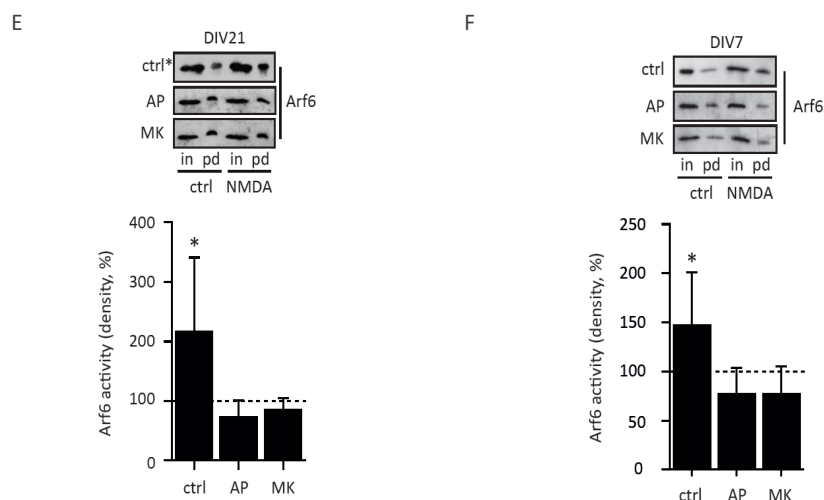 E
DIV21
ctrl*
AP
MK
Arf6
in pd in pd
ctrl NMDA
Arf6 activity (density, %)
400
300
200
100
0
*
ctrl AP MK
F
DIV7
ctrl
AP
MK
Arf6
in pd in pd
ctrl NMDA
Arf6 activity (density, %)
250
200
150
100
50
0
*
ctrl AP MK